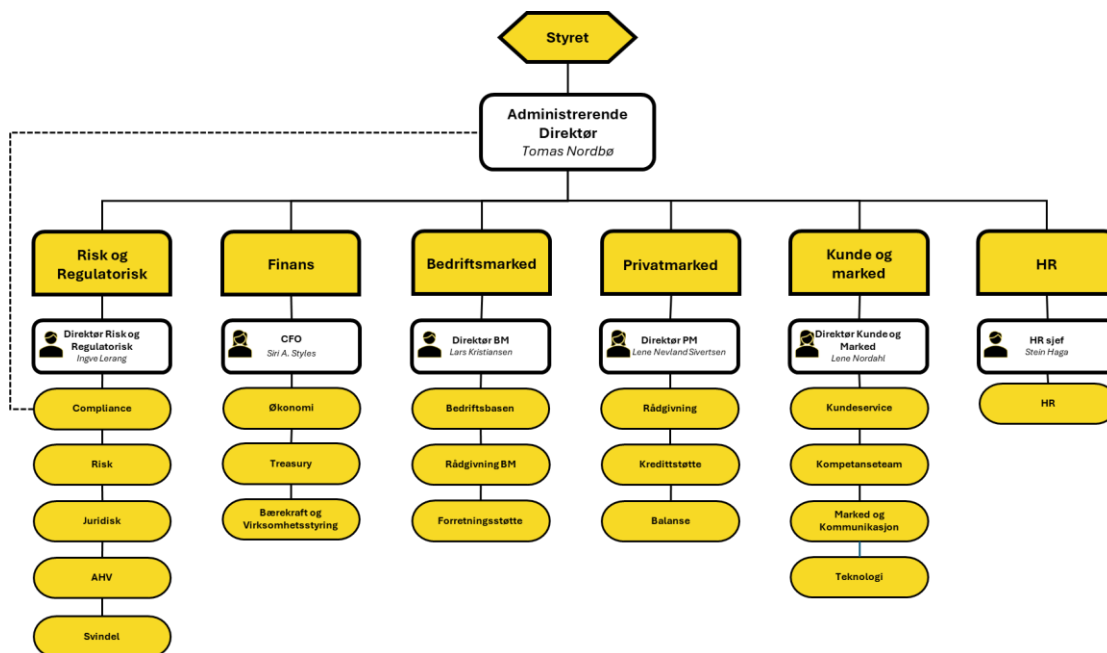 Styret
Administrerende
Direktør
Tomas Nordbø
Risk og
Regulatorisk
Finans
Bedriftsmarked
Privatmarked
Kunde og
marked
HR
Direktør Risk og
Regulatorisk
Ingve Lerang
CFO
Siri A. Styles
Direktør BM
Lars Kristiansen
Direktør PM
Lene Nevland Sivertsen
Direktør Kunde og
Marked
Lene Nordahl
HR sjef
Stein Haga
Compliance
Økonomi
Bedriftsbasen
Rådgivning
Kundeservice
HR
Risk
Treasury
Rådgivning BM
Kredittstøtte
Kompetanseteam
Juridisk
Bærekraft og
Virksomhetsstyring
Forretningsstøtte
Balanse
Marked og
Kommunikasjon
AHV
Teknologi
Svindel